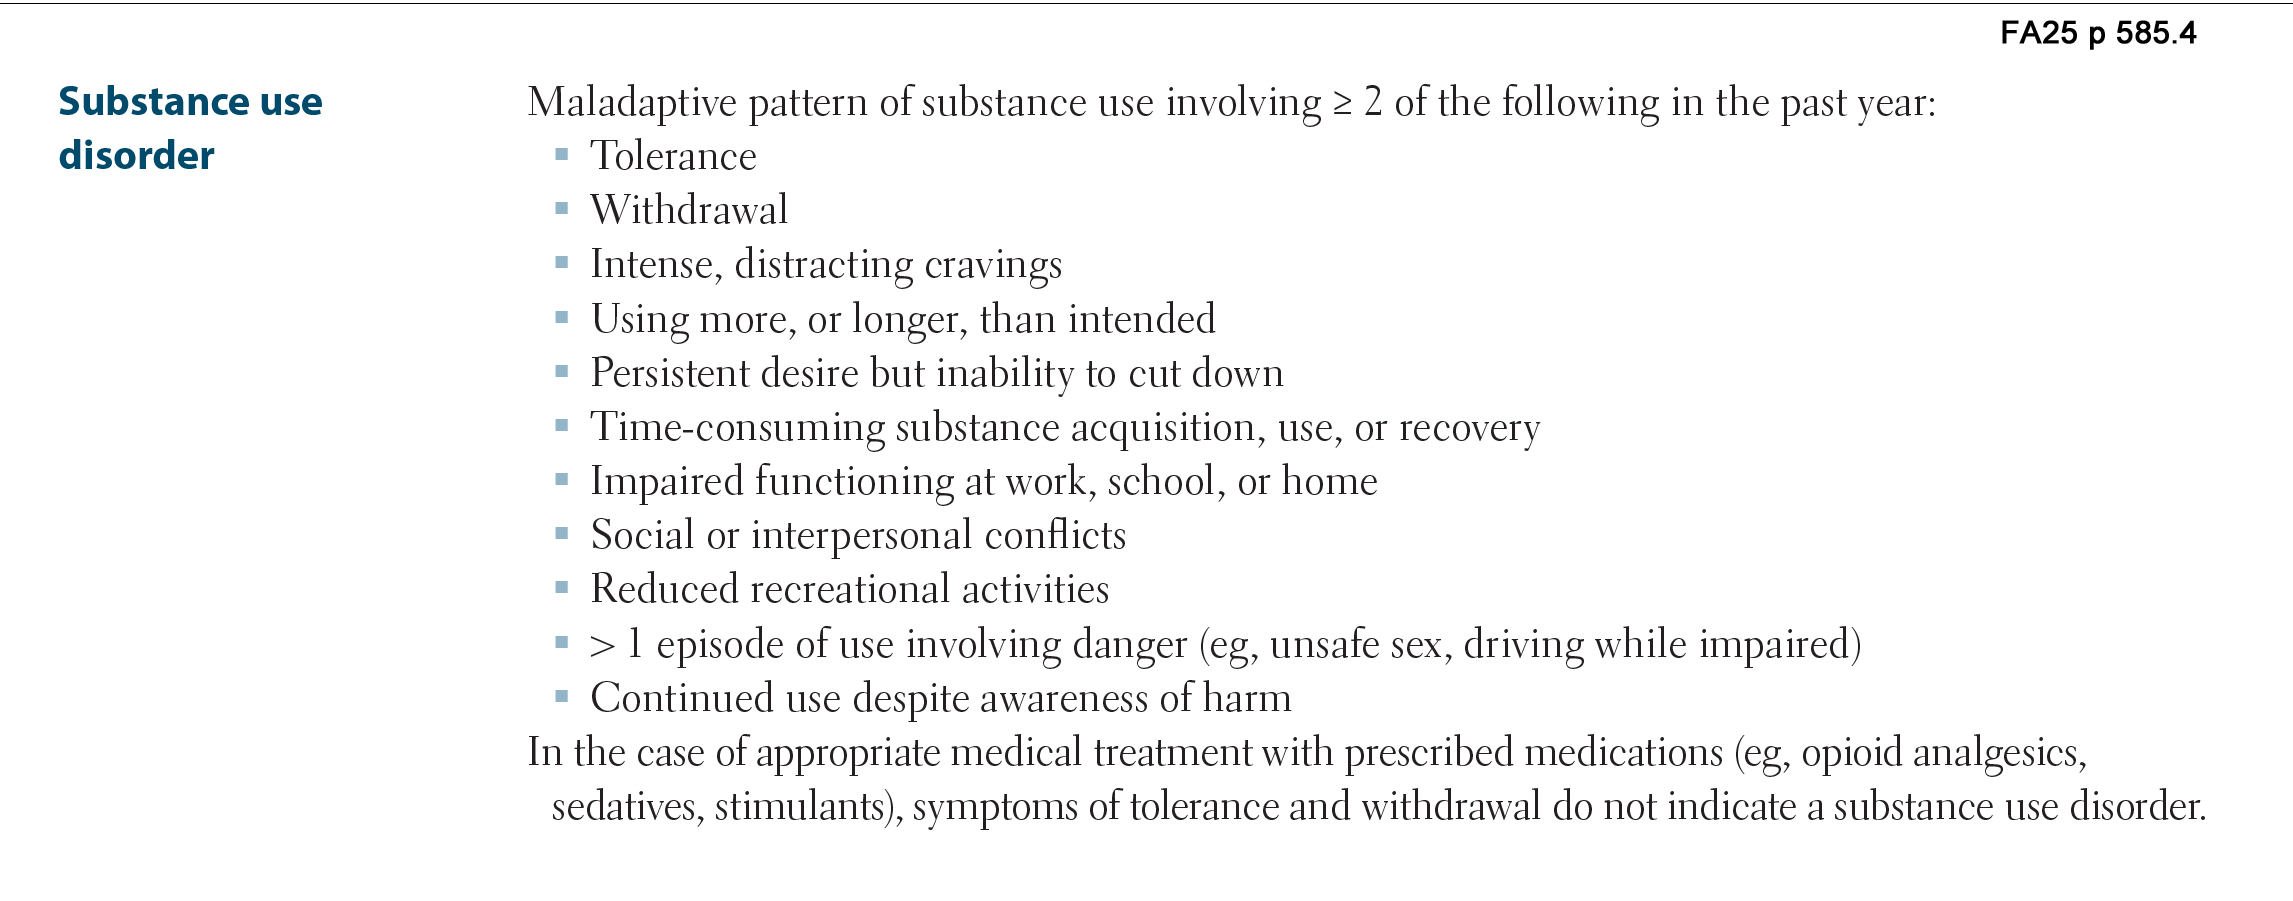 FA25 p 585.4
Substance use
disorder
Maladaptive pattern of substance use involving ≥ 2 of the following in the past year:
▪ Tolerance
▪ Withdrawal
▪ Intense, distracting cravings
▪ Using more, or longer, than intended
▪ Persistent desire but inability to cut down
▪ Time-consuming substance acquisition, use, or recovery
▪ Impaired functioning at work, school, or home
▪ Social or interpersonal conflicts
▪ Reduced recreational activities
▪ > 1 episode of use involving danger (eg, unsafe sex, driving while impaired)
▪ Continued use despite awareness of harm
In the case of appropriate medical treatment with prescribed medications (eg, opioid analgesics,
sedatives, stimulants), symptoms of tolerance and withdrawal do not indicate a substance use disorder.